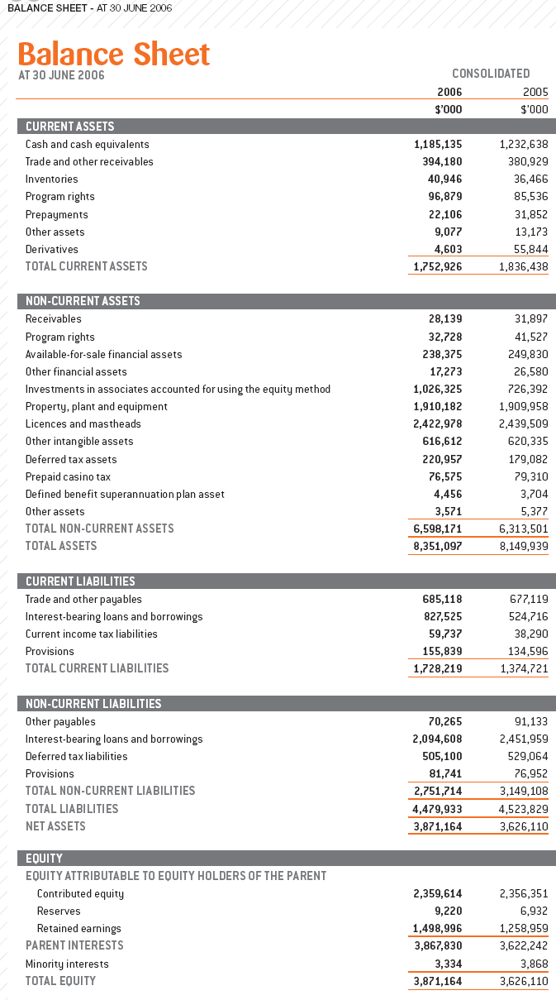 BALANCE SHEET - AT 30 JUNE 2006
Balance Sheet
AT 30 JUNE 2006 CONSOLIDATED
2006 2005
$'000 $'000
CURRENT ASSETS
Cash and cash equivalents 1,185,135 1,232,638
Trade and other receivables 394,180 380,929
Inventories 40,946 36,466
Program rights 96,879 85,536
Prepayments 22,106 31,852
Other assets 9,077 13,173
Derivatives 4,603 55,844
TOTAL CURRENT ASSETS 1,752,926 1,836,438
NON-CURRENT ASSETS
Receivables 28,139 31,897
Program rights 32,728 41,527
Available-for-sale financial assets 238,375 249,830
Other financial assets 17,273 26,580
Investments in associates accounted for using the equity method 1,026,325 726,392
Property, plant and equipment 1,910,182 1,909,958
Licences and mastheads 2,422,978 2,439,509
Other intangible assets 616,612 620,335
Deferred tax assets 220,957 179,082
Prepaid casino tax 76,575 79,310
Defined benefit superannuation plan asset 4,456 3,704
Other assets 3,571 5,377
TOTAL NON-CURRENT ASSETS 6,598,171 6,313,501
TOTAL ASSETS 8,351,097 8,149,939
CURRENT LIABILITIES
Trade and other payables 685,118 677,119
Interest-bearing loans and borrowings 827,525 524,716
Current income tax liabilities 59,737 38,290
Provisions 155,839 134,596
TOTAL CURRENT LIABILITIES 1,728,219 1,374,721
NON-CURRENT LIABILITIES
Other payables 70,265 91,133
Interest-bearing loans and borrowings 2,094,608 2,451,959
Deferred tax liabilities 505,100 529,064
Provisions 81,741 76,952
TOTAL NON-CURRENT LIABILITIES 2,751,714 3,149,108
TOTAL LIABILITIES 4,479,933 4,523,829
NET ASSETS 3,871,164 3,626,110
EQUITY
EQUITY ATTRIBUTABLE TO EQUITY HOLDERS OF THE PARENT
Contributed equity 2,359,614 2,356,351
Reserves 9,220 6,932
Retained earnings 1,498,996 1,258,959
PARENT INTERESTS 3,867,830 3,622,242
Minority interests 3,334 3,868
TOTAL EQUITY 3,871,164 3,626,110